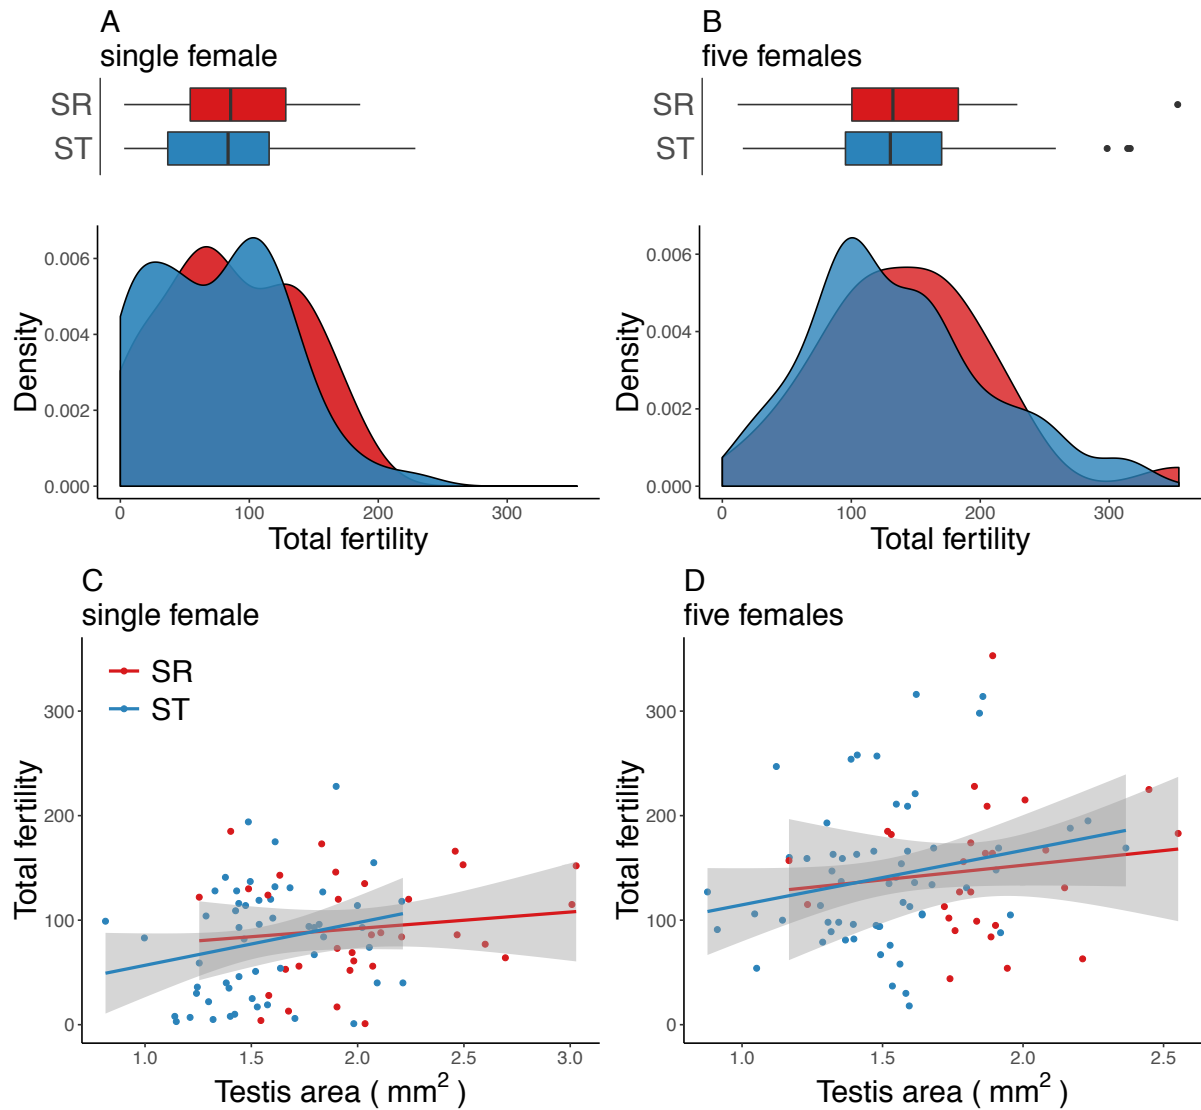 A
single female
SR
ST
0.006
0.004
0.002
0.000
Density
0
100
200
300
Total fertility
B
five females
SR
ST
0.006
0.004
0.002
0.000
Density
0
100
200
300
Total fertility
C
single female
SR
ST
300
200
100
0
Total fertility
1.0
1.5
2.0
2.5
3.0
Testis area ( mm² )
D
five females
300
200
100
0
Total fertility
1.0
1.5
2.0
2.5
Testis area ( mm² )